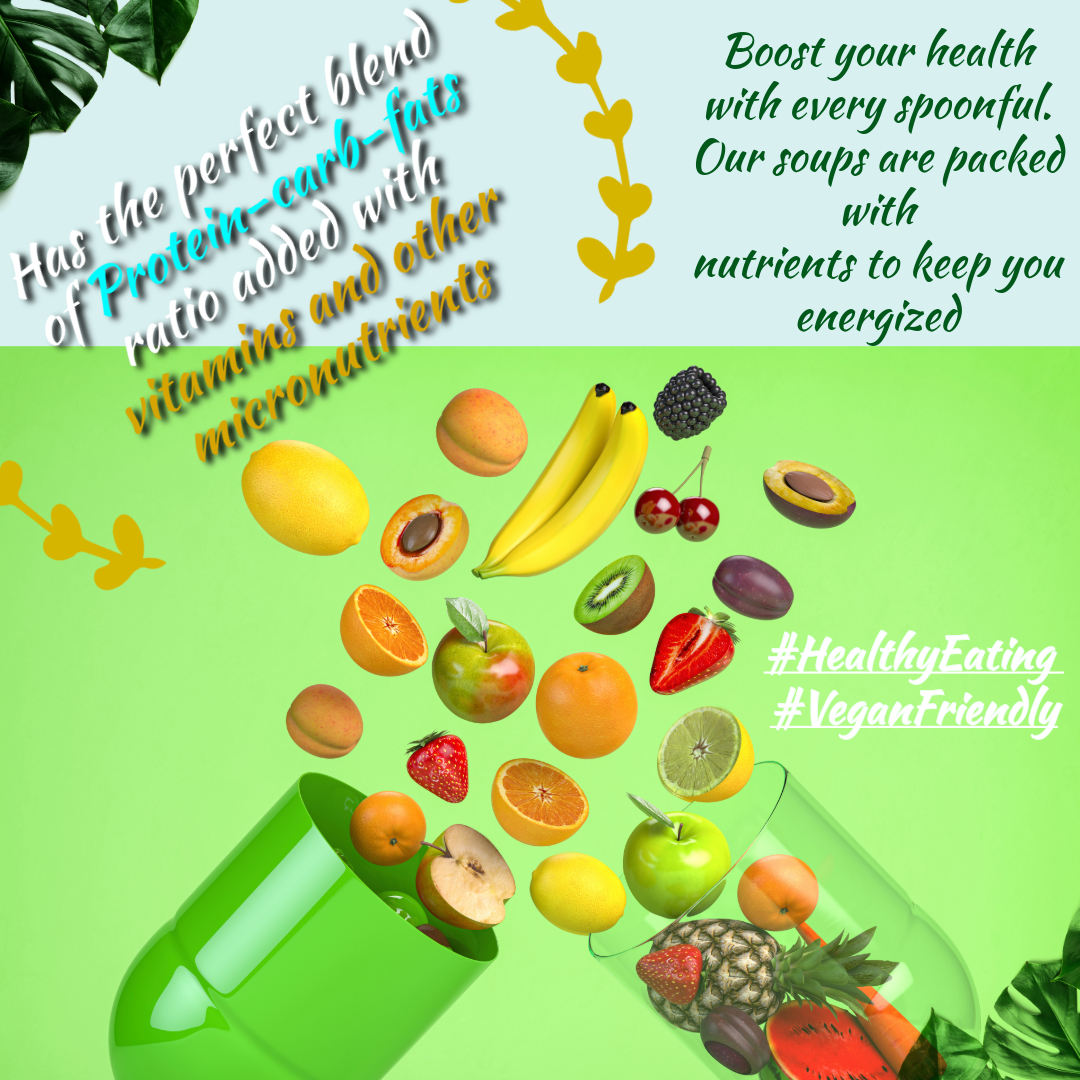 Has the perfect blend
of Protein-carb-fats
ratio added with
vitamins and other
micronutrients
Boost your health
with every spoonful.
Our soups are packed
with
nutrients to keep you
energized
#HealthyEating
#VeganFriendly